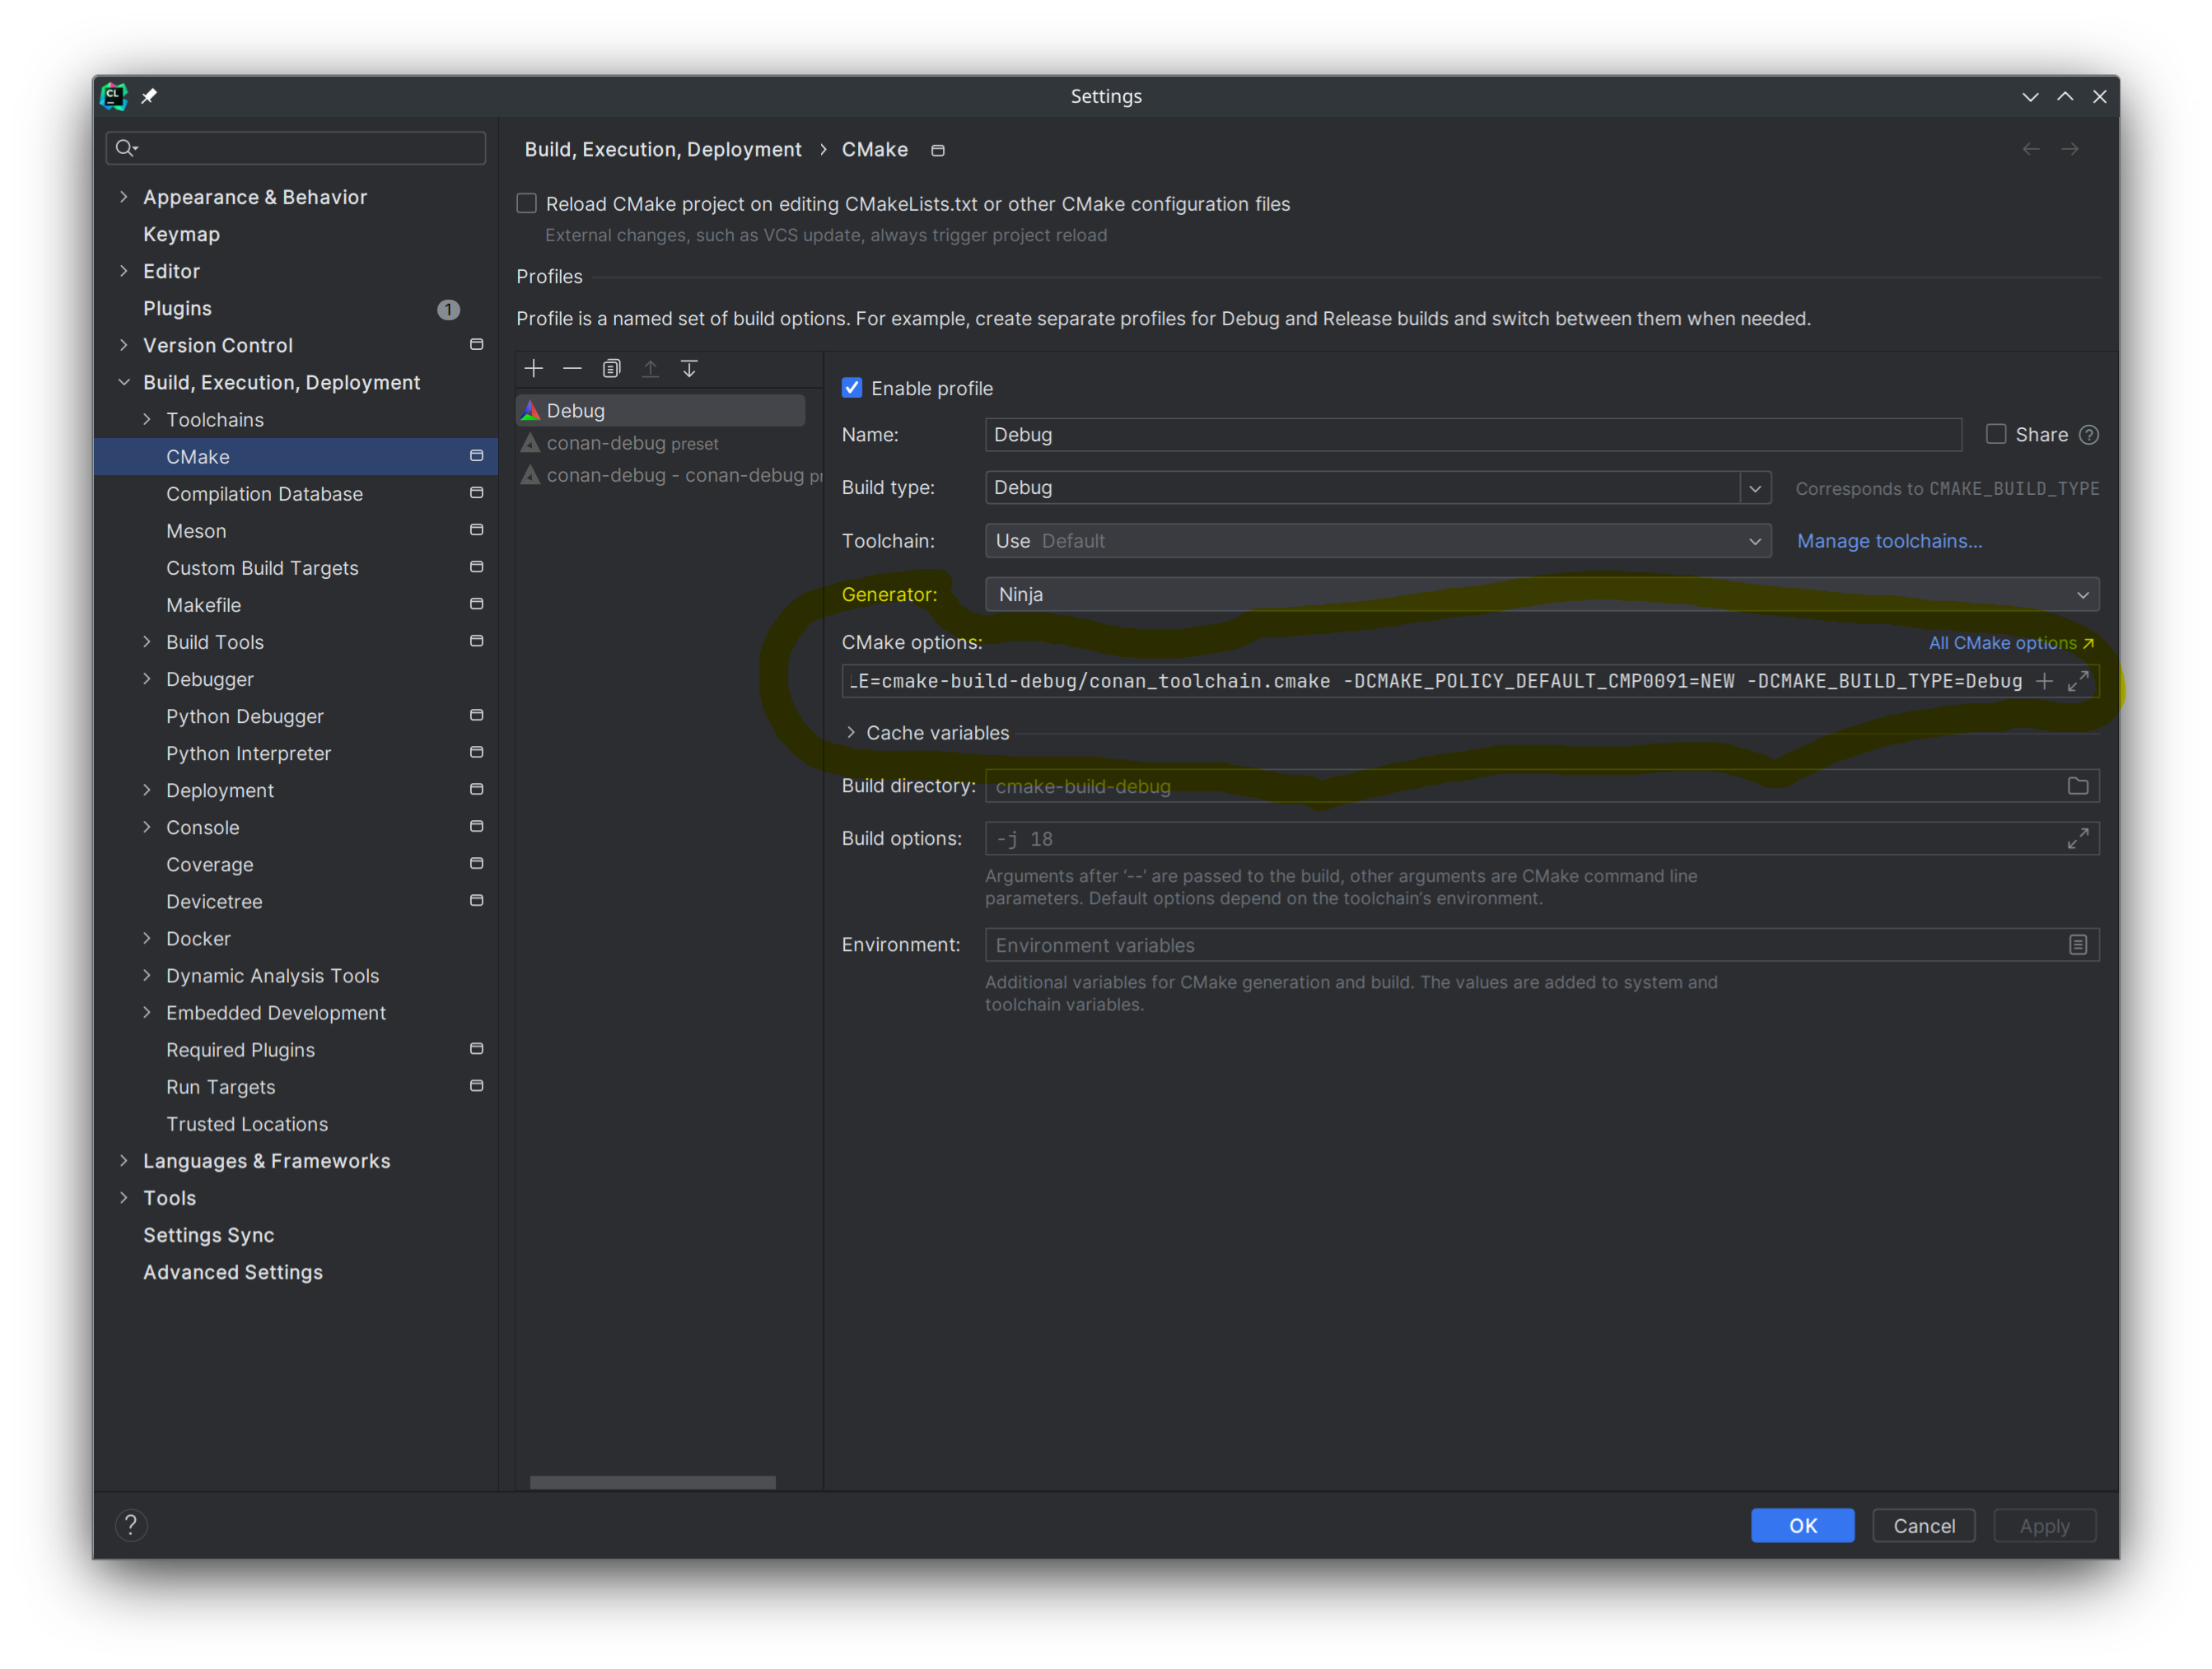 CL
Settings
Build, Execution, Deployment › CMake
Appearance & Behavior
Keymap
Editor
Plugins 1
Version Control
Build, Execution, Deployment
Toolchains
CMake
Compilation Database
Meson
Custom Build Targets
Makefile
Build Tools
Debugger
Python Debugger
Python Interpreter
Deployment
Console
Coverage
Devicetree
Docker
Dynamic Analysis Tools
Embedded Development
Required Plugins
Run Targets
Trusted Locations
Languages & Frameworks
Tools
Settings Sync
Advanced Settings
Reload CMake project on editing CMakeLists.txt or other CMake configuration files
External changes, such as VCS update, always trigger project reload
Profiles
Profile is a named set of build options. For example, create separate profiles for Debug and Release builds and switch between them when needed.
Debug
conan-debug preset
conan-debug - conan-debug pr
Enable profile
Name: Debug Share ?
Build type: Debug Corresponds to CMAKE_BUILD_TYPE
Toolchain: Use Default Manage toolchains...
Generator: Ninja
CMake options: All CMake options ↗
LE=cmake-build-debug/conan_toolchain.cmake -DCMAKE_POLICY_DEFAULT_CMP0091=NEW -DCMAKE_BUILD_TYPE=Debug
Cache variables
Build directory: cmake-build-debug
Build options: -j 18
Arguments after ‘--’ are passed to the build, other arguments are CMake command line
parameters. Default options depend on the toolchain’s environment.
Environment: Environment variables
Additional variables for CMake generation and build. The values are added to system and
toolchain variables.
? OK Cancel Apply